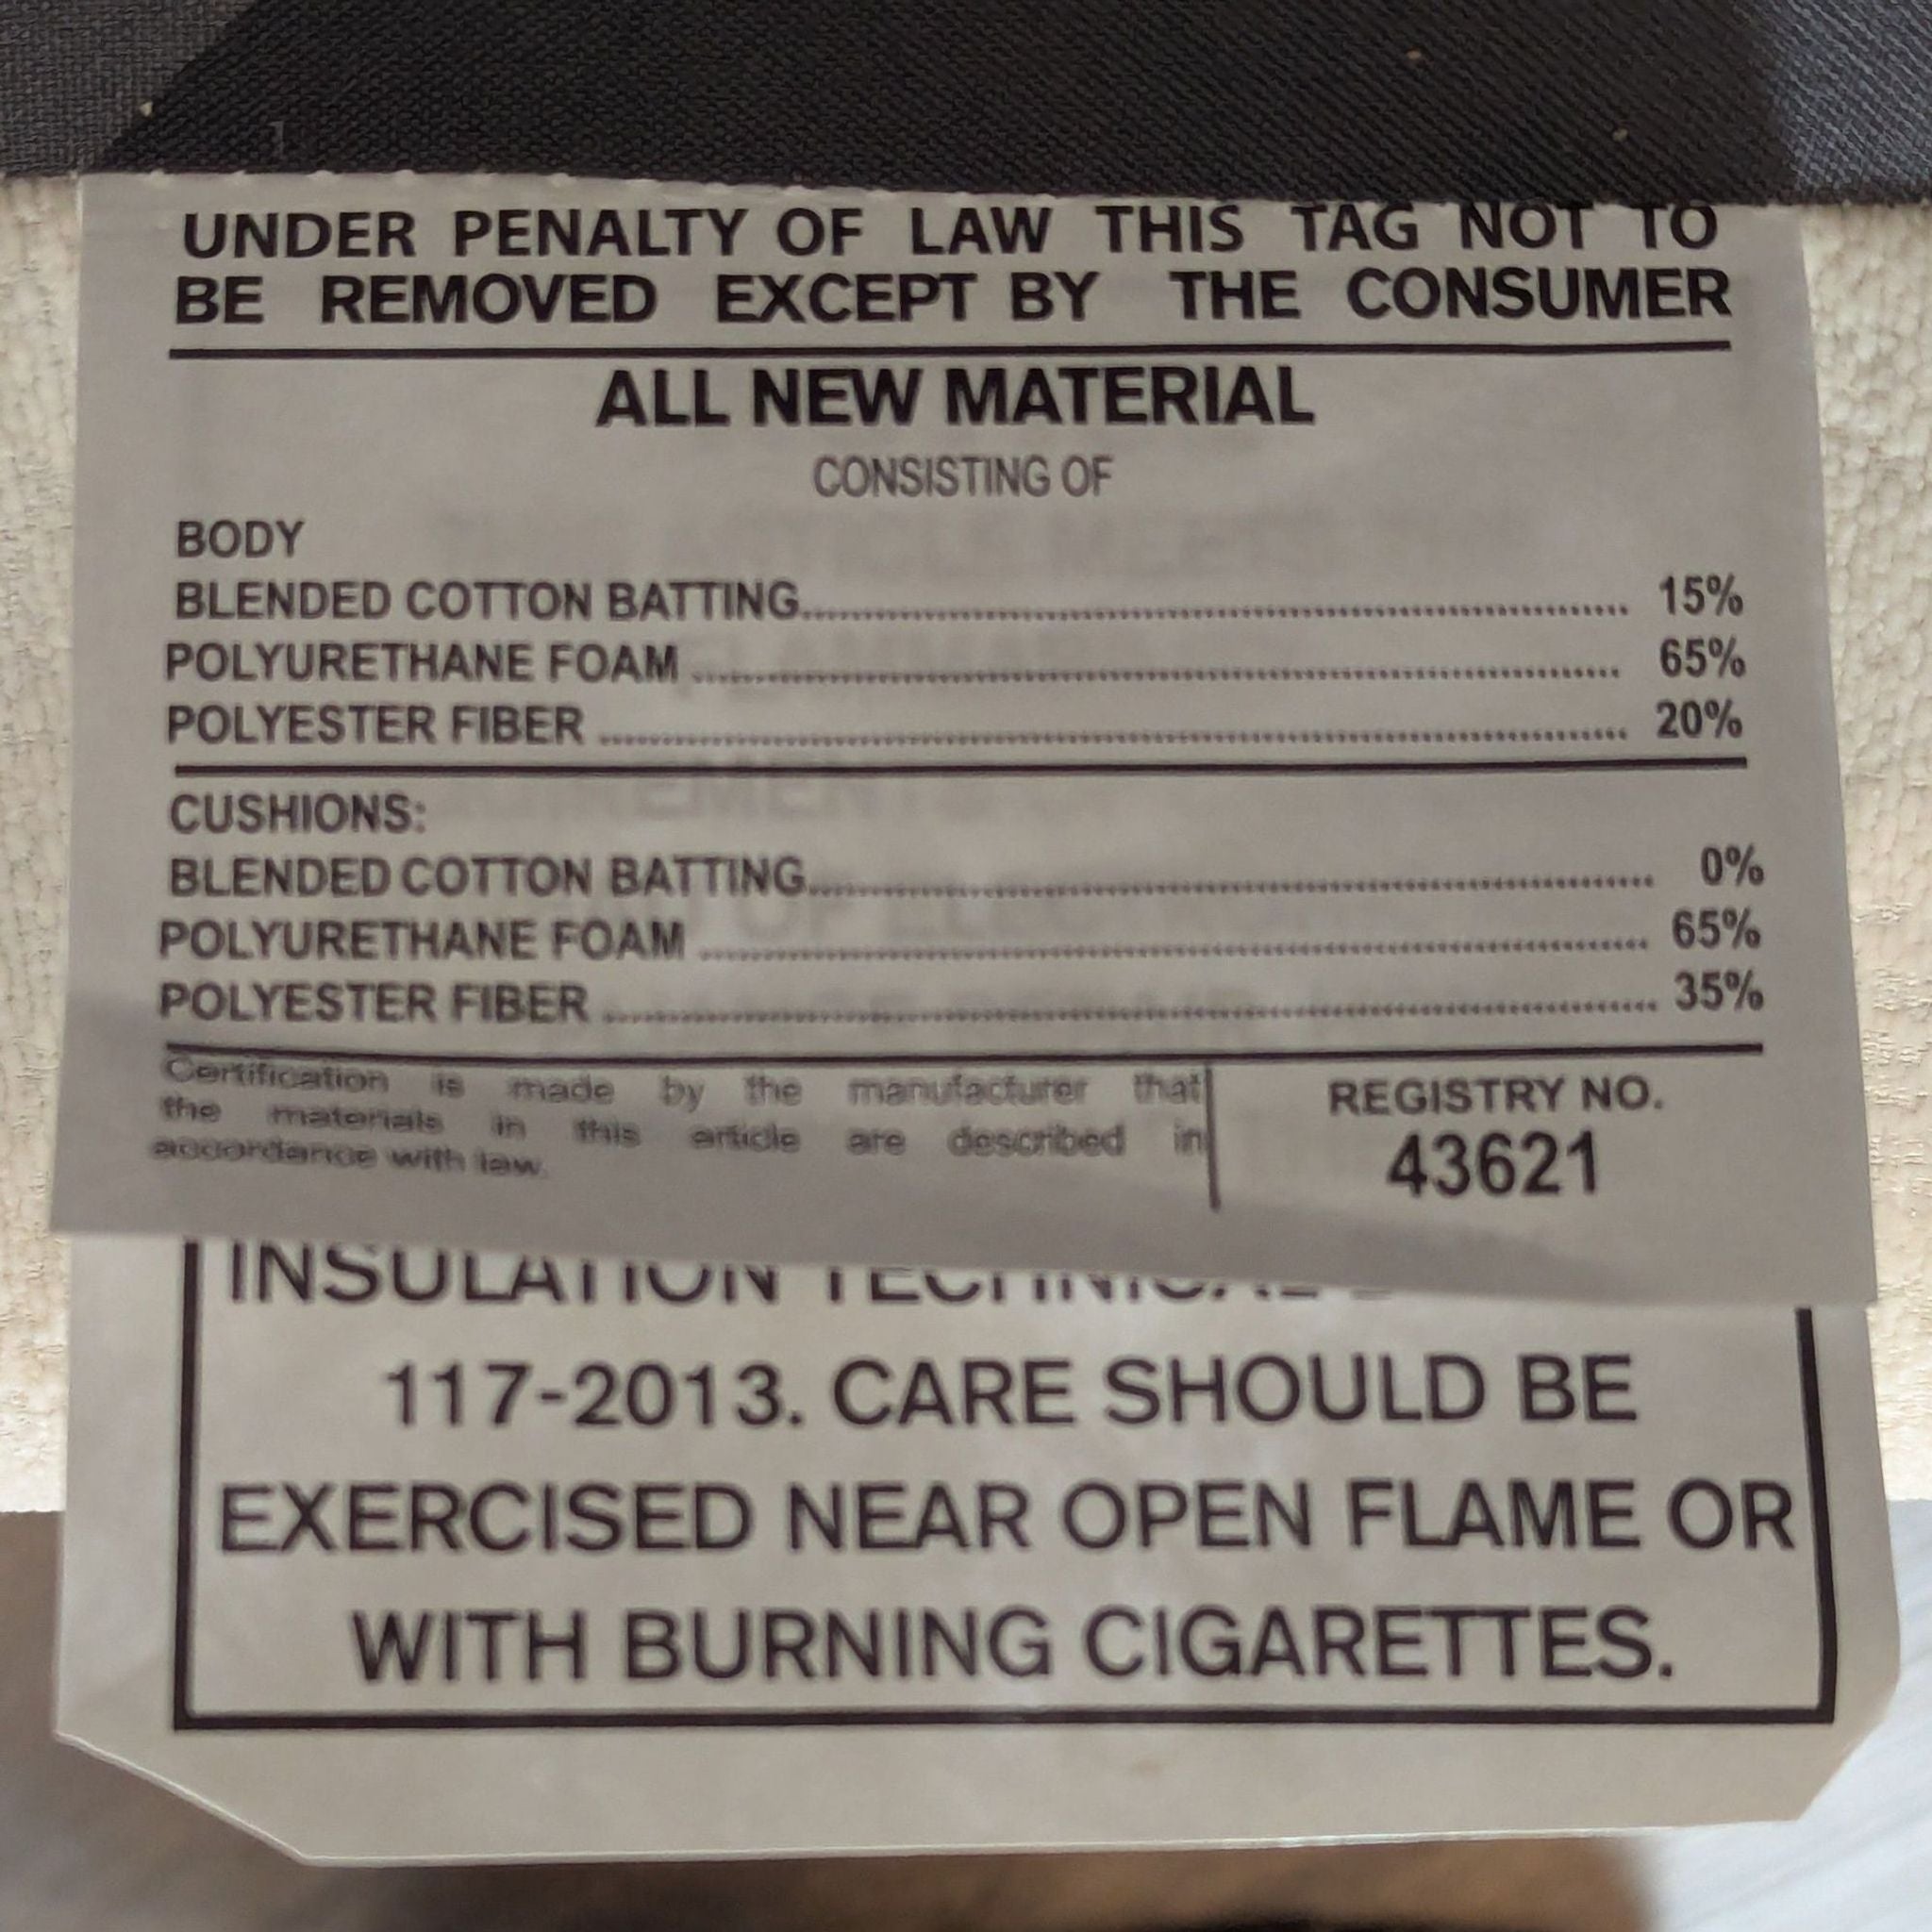 UNDER PENALTY OF LAW THIS TAG NOT TO
BE REMOVED EXCEPT BY THE CONSUMER
ALL NEW MATERIAL
CONSISTING OF
BODY
BLENDED COTTON BATTING.......... 15%
POLYURETHANE FOAM .......... 65%
POLYESTER FIBER .......... 20%
CUSHIONS:
BLENDED COTTON BATTING.......... 0%
POLYURETHANE FOAM .......... 65%
POLYESTER FIBER .......... 35%
Certification is made by the manufacturer that
the materials in this article are described in
accordance with law.
REGISTRY NO.
43621
INSULATION TECHNICAL
117-2013. CARE SHOULD BE
EXERCISED NEAR OPEN FLAME OR
WITH BURNING CIGARETTES.